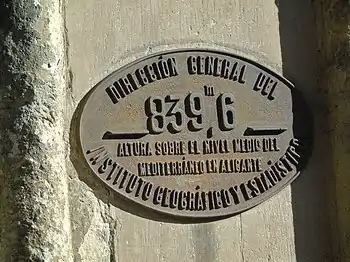 DIRECCIÓN GENERAL DEL
839,6 m
ALTURA SOBRE EL NIVEL MEDIO DEL
MEDITERRÁNEO EN ALICANTE
INSTITUTO GEOGRÁFICO Y ESTADÍSTICO